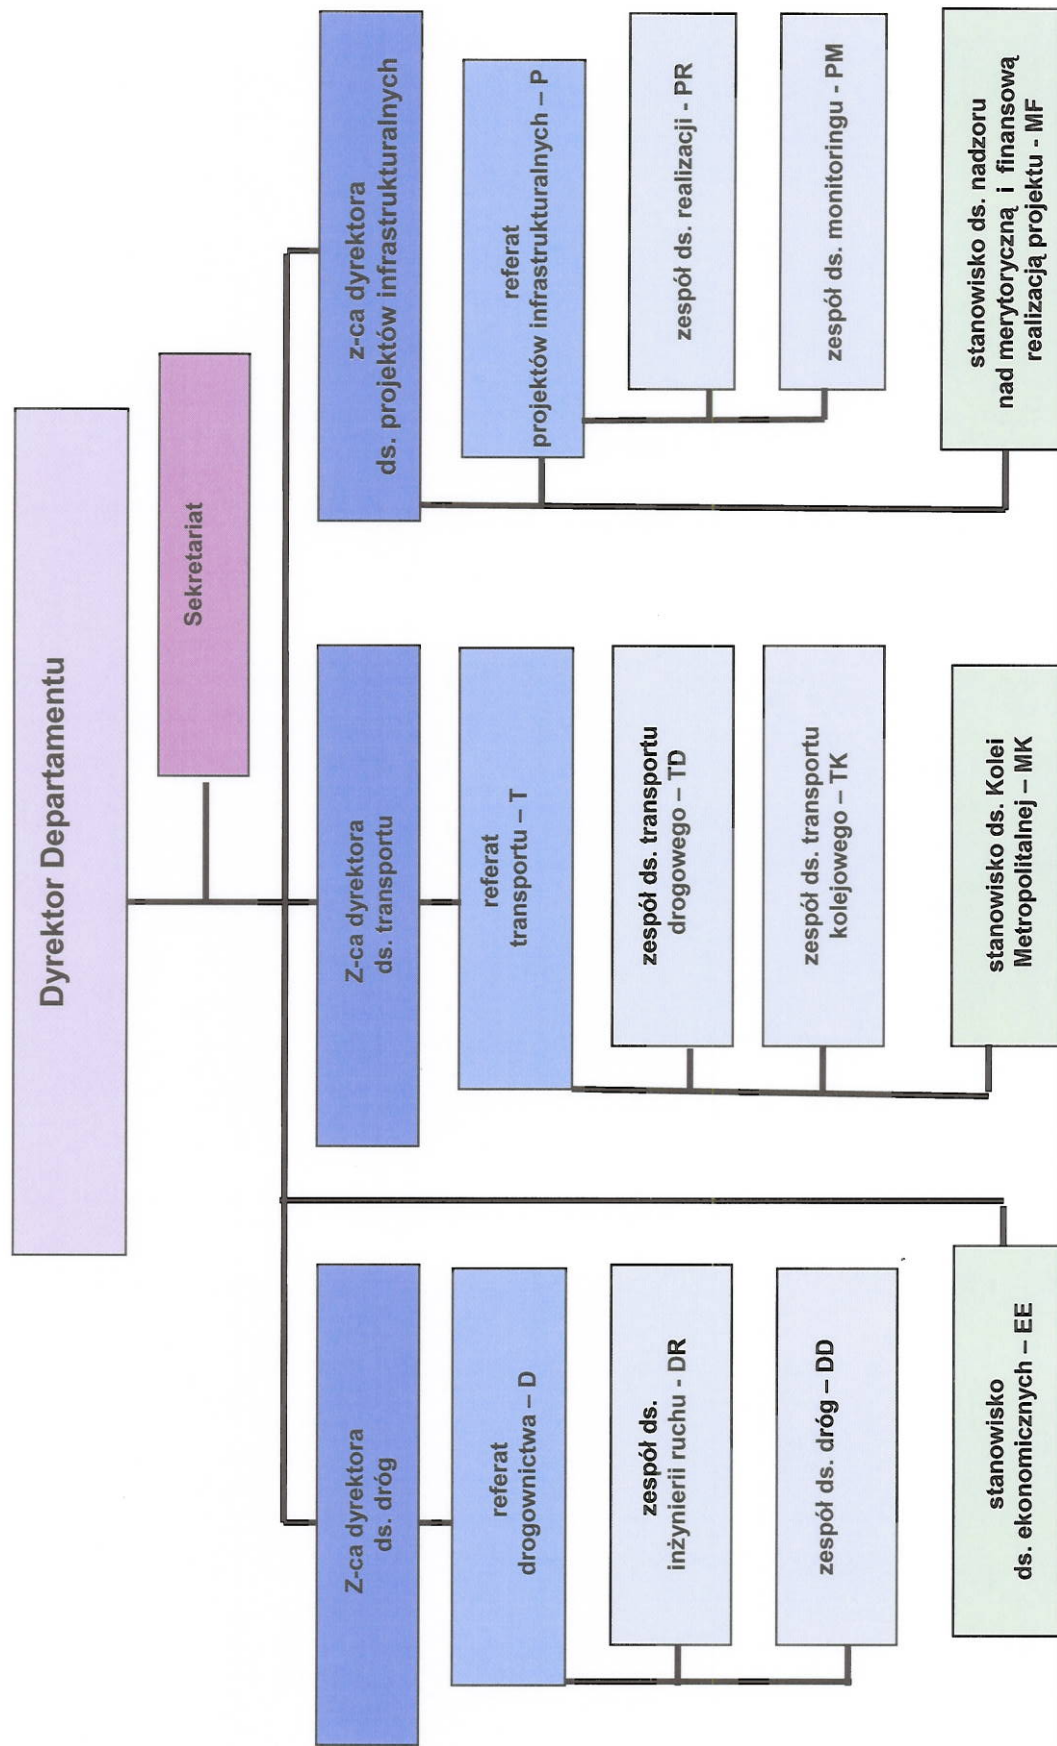 Dyrektor Departamentu
Sekretariat
Z-ca dyrektora
ds. dróg
referat
drogownictwa – D
zespół ds.
inżynierii ruchu - DR
zespół ds. dróg – DD
stanowisko
ds. ekonomicznych – EE
Z-ca dyrektora
ds. transportu
referat
transportu – T
zespół ds. transportu
drogowego – TD
zespół ds. transportu
kolejowego – TK
stanowisko ds. Kolei
Metropolitalnej – MK
z-ca dyrektora
ds. projektów infrastrukturalnych
referat
projektów infrastrukturalnych – P
zespół ds. realizacji - PR
zespół ds. monitoringu - PM
stanowisko ds. nadzoru
nad merytoryczną i finansową
realizacją projektu - MF